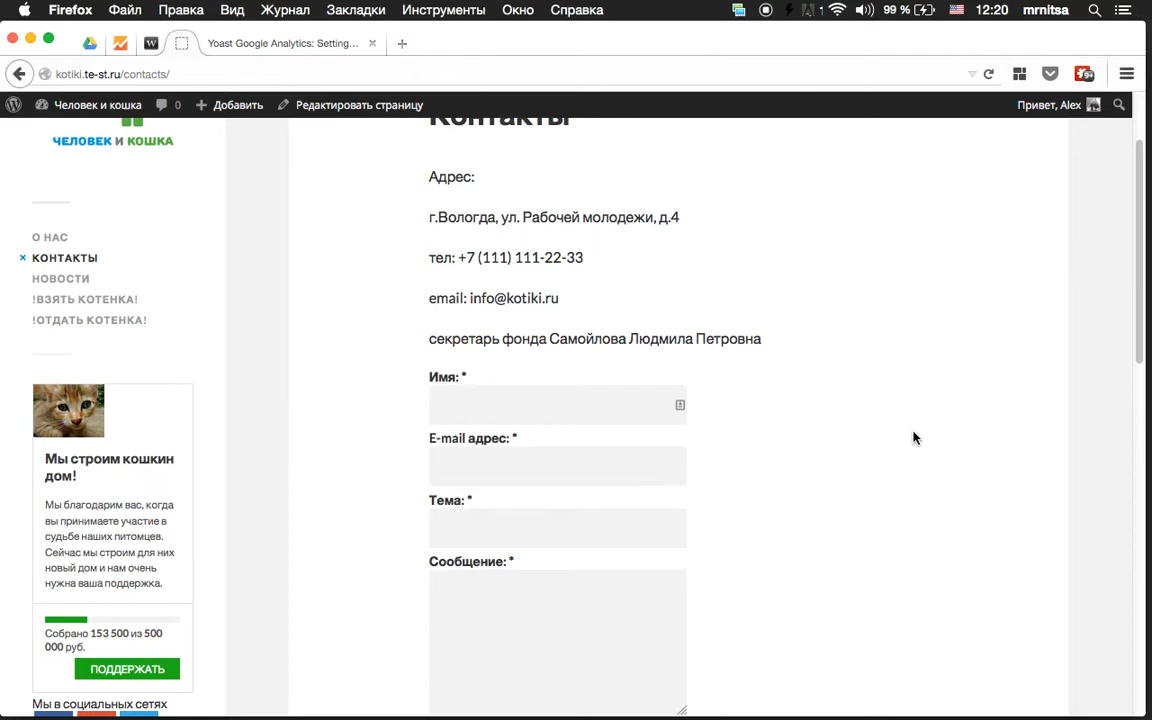 Firefox Файл Правка Вид Журнал Закладки Инструменты Окно Справка 1 99 % 12:20 mrnitsa
W Yoast Google Analytics: Setting... × +
kotiki.te-st.ru/contacts/ 9+
Человек и кошка 0 + Добавить Редактировать страницу Привет, Alex
ЧЕЛОВЕК И КОШКА
О НАС
× КОНТАКТЫ
НОВОСТИ
!ВЗЯТЬ КОТЕНКА!
!ОТДАТЬ КОТЕНКА!
Мы строим кошкин
дом!
Мы благодарим вас, когда
вы принимаете участие в
судьбе наших питомцев.
Сейчас мы строим для них
новый дом и нам очень
нужна ваша поддержка.
Собрано 153 500 из 500
000 руб.
ПОДДЕРЖАТЬ
Мы в социальных сетях
Контакты
Адрес:
г.Вологда, ул. Рабочей молодежи, д.4
тел: +7 (111) 111-22-33
email: info@kotiki.ru
секретарь фонда Самойлова Людмила Петровна
Имя: *
E-mail адрес: *
Тема: *
Сообщение: *